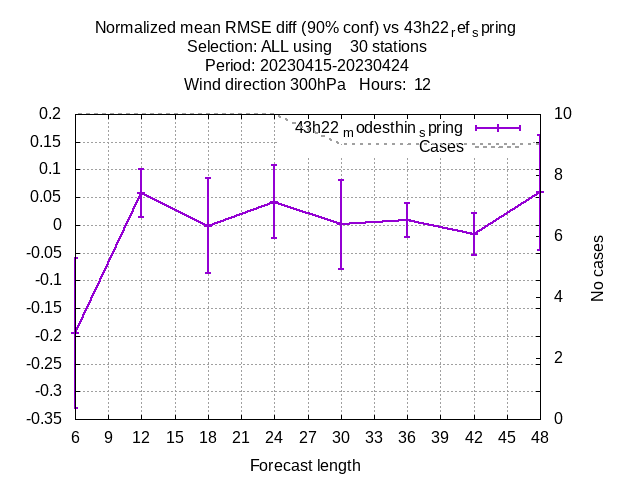 Normalized mean RMSE diff (90% conf) vs 43h22ref spring
Selection: ALL using 30 stations
Period: 20230415-20230424
Wind direction 300hPa Hours: 12
43h22modesthinspring
Cases
0.2
0.15
0.1
0.05
0
-0.05
-0.1
-0.15
-0.2
-0.25
-0.3
-0.35
10
8
6
4
2
0
No cases
6 9 12 15 18 21 24 27 30 33 36 39 42 45 48
Forecast length